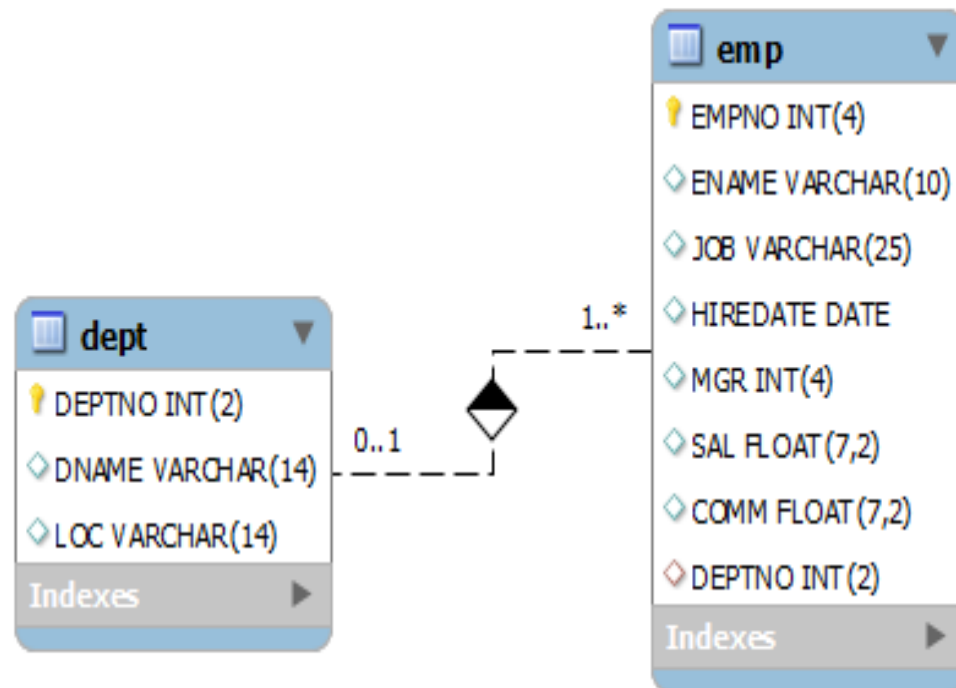 emp
EMPNO INT(4)
ENAME VARCHAR(10)
JOB VARCHAR(25)
HIREDATE DATE
MGR INT(4)
SAL FLOAT(7,2)
COMM FLOAT(7,2)
DEPTNO INT(2)
Indexes
1..*
0..1
dept
DEPTNO INT(2)
DNAME VARCHAR(14)
LOC VARCHAR(14)
Indexes